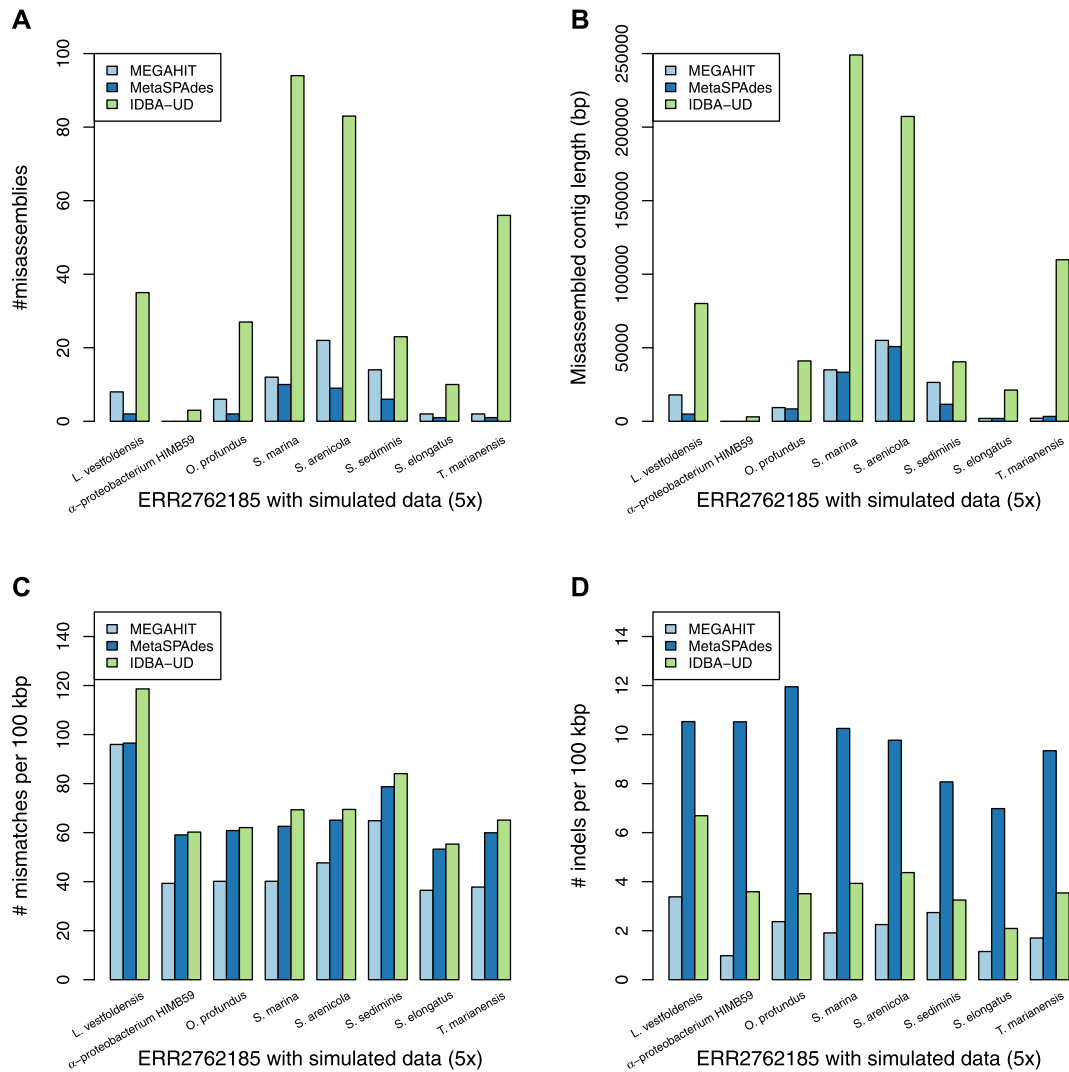 A
#misassemblies
100
80
60
40
20
0
MEGAHIT
MetaSPAdes
IDBA−UD
L. vestfoldensis
α−proteobacterium HIMB59
O. profundus
S. marina
S. arenicola
S. sediminis
S. elongatus
T. marianensis
ERR2762185 with simulated data (5x)
B
Misassembled contig length (bp)
250000
200000
150000
100000
50000
0
MEGAHIT
MetaSPAdes
IDBA−UD
L. vestfoldensis
α−proteobacterium HIMB59
O. profundus
S. marina
S. arenicola
S. sediminis
S. elongatus
T. marianensis
ERR2762185 with simulated data (5x)
C
# mismatches per 100 kbp
140
120
100
80
60
40
20
0
MEGAHIT
MetaSPAdes
IDBA−UD
L. vestfoldensis
α−proteobacterium HIMB59
O. profundus
S. marina
S. arenicola
S. sediminis
S. elongatus
T. marianensis
ERR2762185 with simulated data (5x)
D
# indels per 100 kbp
14
12
10
8
6
4
2
0
MEGAHIT
MetaSPAdes
IDBA−UD
L. vestfoldensis
α−proteobacterium HIMB59
O. profundus
S. marina
S. arenicola
S. sediminis
S. elongatus
T. marianensis
ERR2762185 with simulated data (5x)